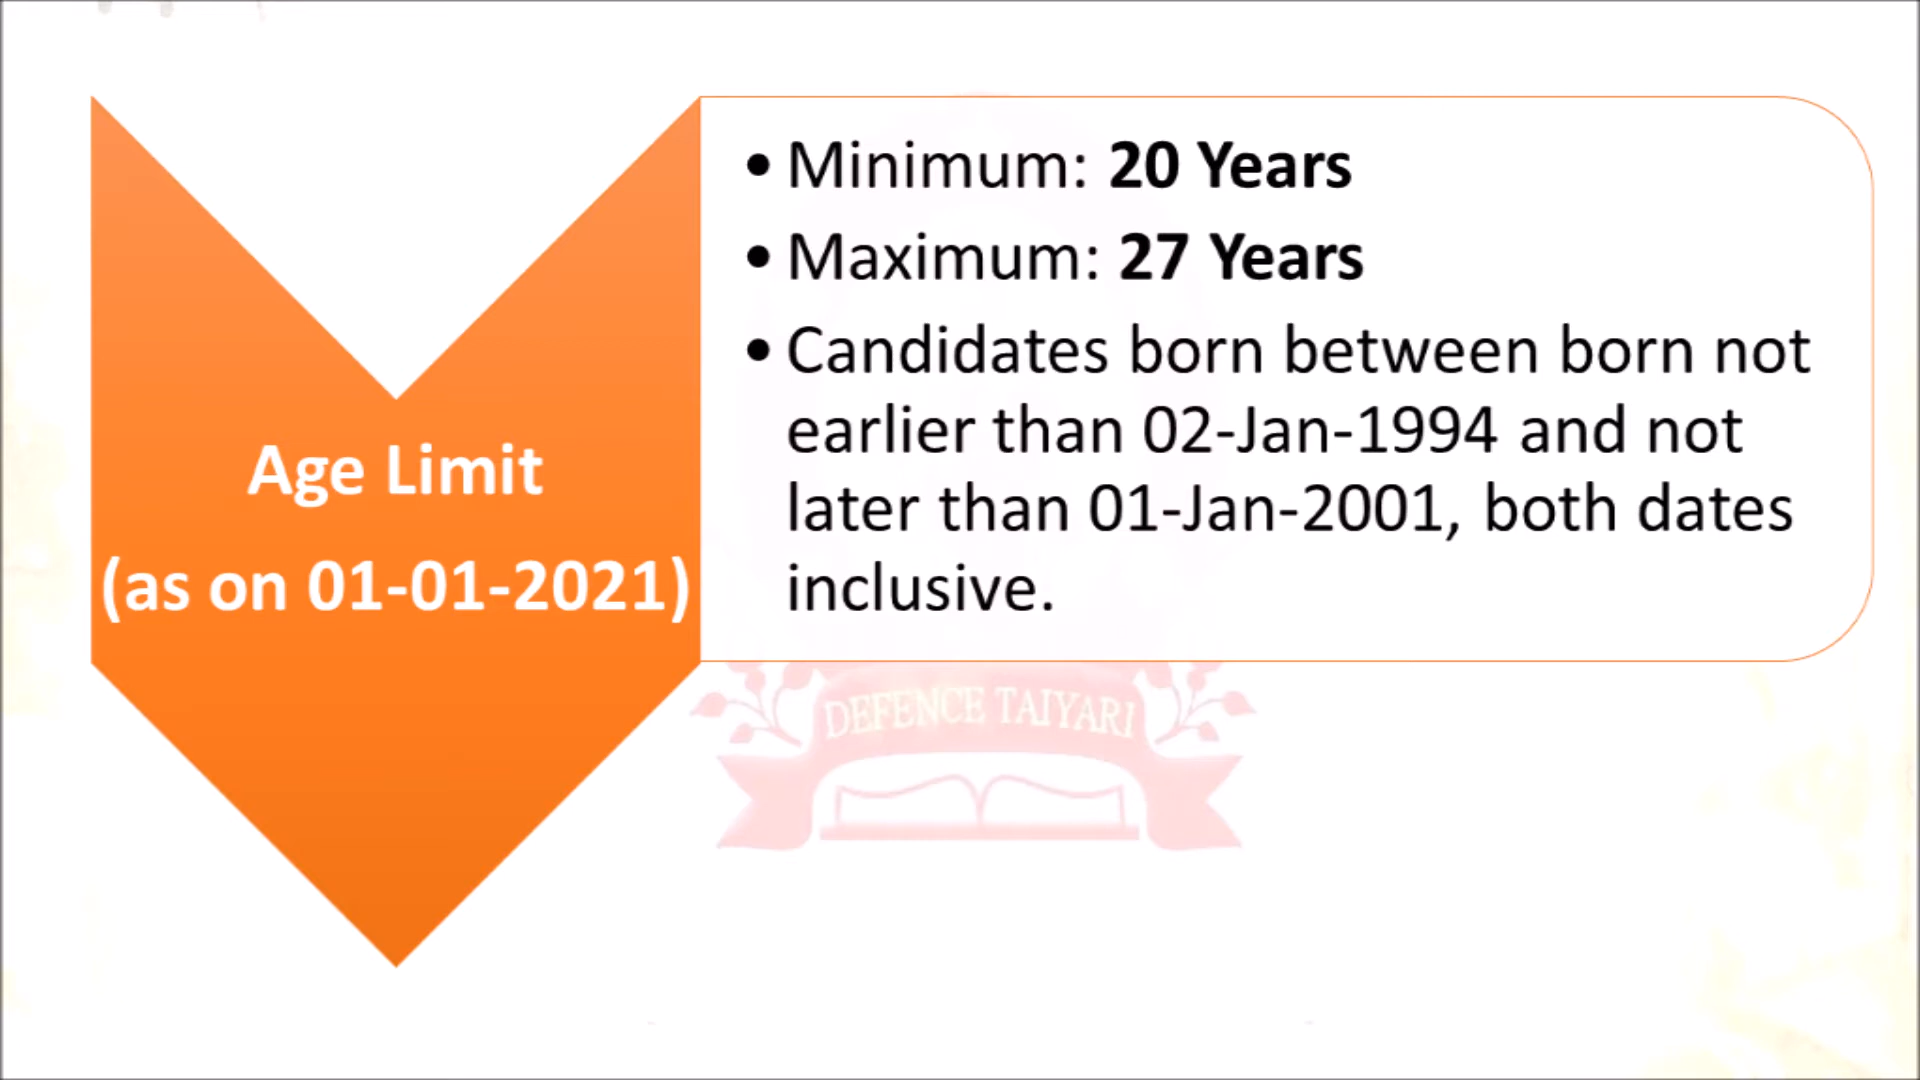 Age Limit
(as on 01-01-2021)
• Minimum: 20 Years
• Maximum: 27 Years
• Candidates born between born not
earlier than 02-Jan-1994 and not
later than 01-Jan-2001, both dates
inclusive.
DEFENCE TAIYARI